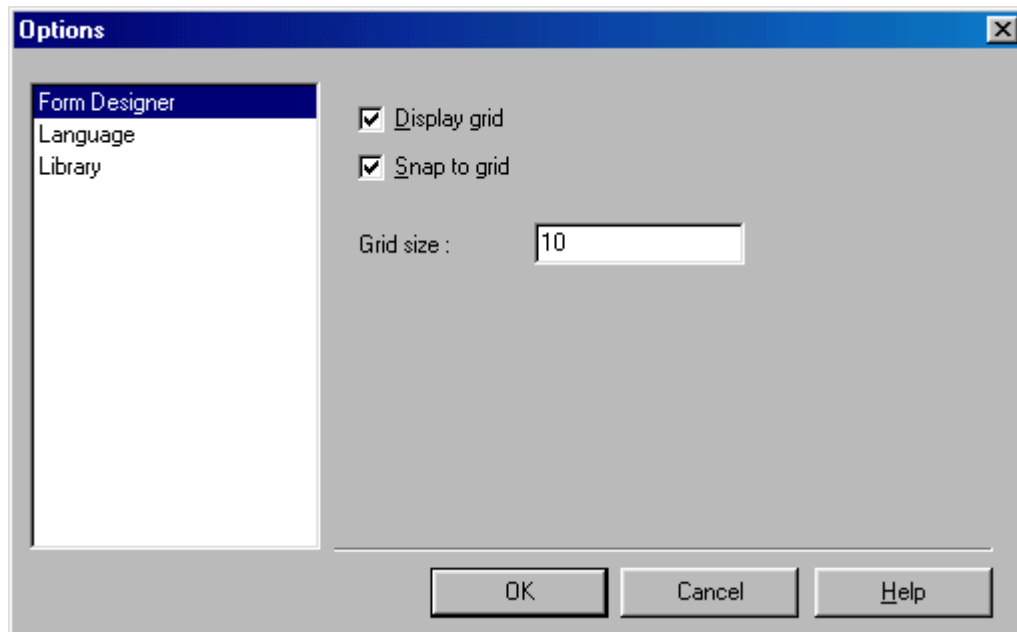 Options
Form Designer
Language
Library
Display grid
Snap to grid
Grid size : 10
OK Cancel Help